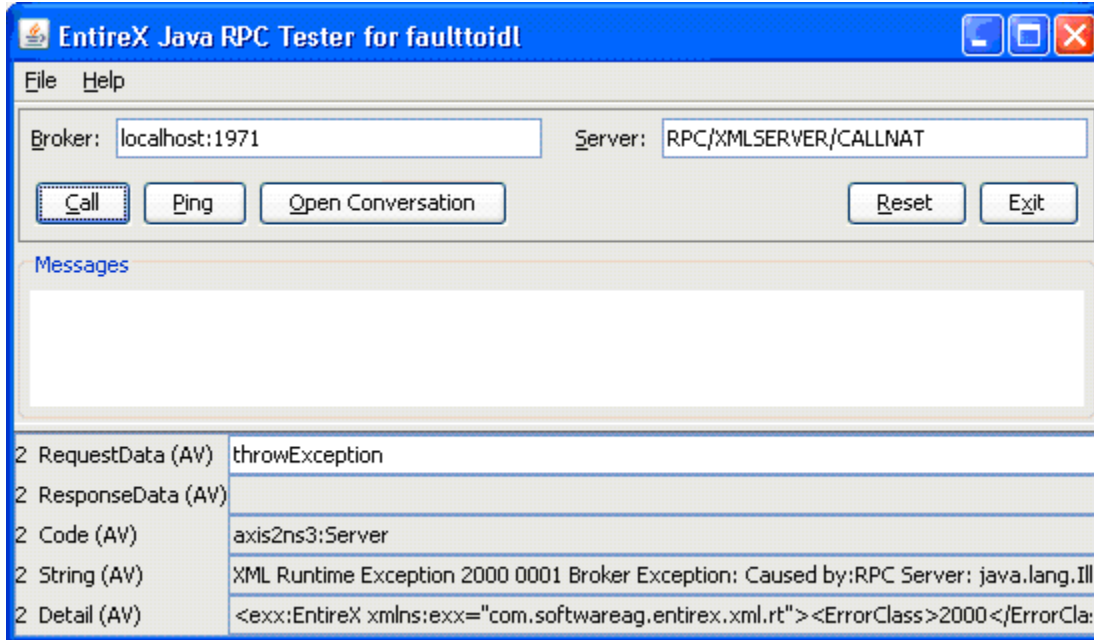 EntireX Java RPC Tester for faulttoidl
File Help
Broker: localhost:1971 Server: RPC/XMLSERVER/CALLNAT
Call Ping Open Conversation Reset Exit
Messages
2 RequestData (AV) throwException
2 ResponseData (AV)
2 Code (AV) axis2ns3:Server
2 String (AV) XML Runtime Exception 2000 0001 Broker Exception: Caused by:RPC Server: java.lang.Ill
2 Detail (AV) <exx:EntireX xmlns:exx="com.softwareag.entirex.xml.rt"><ErrorClass>2000</ErrorCla